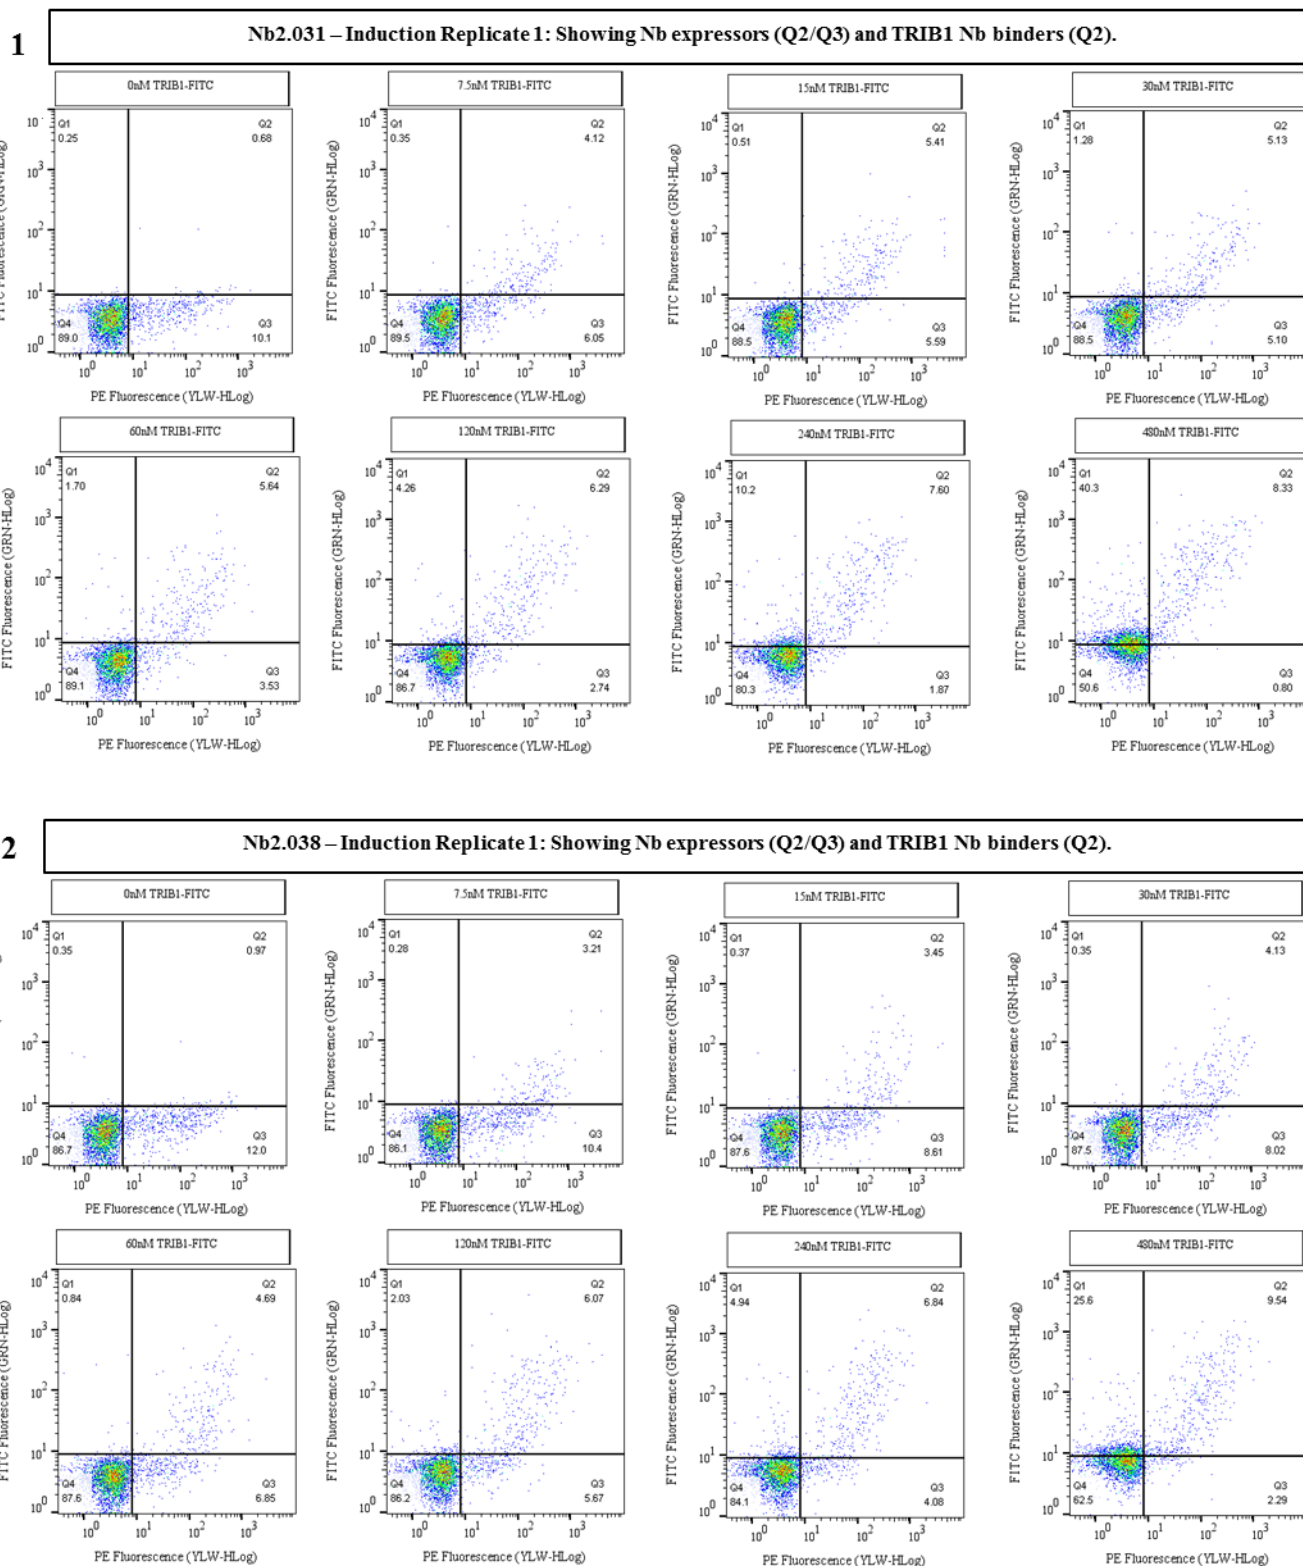 1
Nb2.031 – Induction Replicate 1: Showing Nb expressors (Q2/Q3) and TRIB1 Nb binders (Q2).
0nM TRIB1-FITC
Q1
0.25
Q2
0.68
Q4
89.0
Q3
10.1
PE Fluorescence (YLW-HLog)
7.5nM TRIB1-FITC
FITC Fluorescence (GRN-HLog)
Q1
0.35
Q2
4.12
Q4
89.5
Q3
6.05
PE Fluorescence (YLW-HLog)
15nM TRIB1-FITC
FITC Fluorescence (GRN-HLog)
Q1
0.51
Q2
5.41
Q4
88.5
Q3
5.59
PE Fluorescence (YLW-HLog)
30nM TRIB1-FITC
FITC Fluorescence (GRN-HLog)
Q1
1.28
Q2
5.13
Q4
88.5
Q3
5.10
PE Fluorescence (YLW-HLog)
60nM TRIB1-FITC
FITC Fluorescence (GRN-HLog)
Q1
1.70
Q2
5.64
Q4
89.1
Q3
3.53
PE Fluorescence (YLW-HLog)
120nM TRIB1-FITC
FITC Fluorescence (GRN-HLog)
Q1
4.26
Q2
6.29
Q4
86.7
Q3
2.74
PE Fluorescence (YLW-HLog)
240nM TRIB1-FITC
FITC Fluorescence (GRN-HLog)
Q1
10.2
Q2
7.60
Q4
80.3
Q3
1.87
PE Fluorescence (YLW-HLog)
480nM TRIB1-FITC
FITC Fluorescence (GRN-HLog)
Q1
40.3
Q2
8.33
Q4
50.6
Q3
0.80
PE Fluorescence (YLW-HLog)
2
Nb2.038 – Induction Replicate 1: Showing Nb expressors (Q2/Q3) and TRIB1 Nb binders (Q2).
0nM TRIB1-FITC
Q1
0.35
Q2
0.97
Q4
86.7
Q3
12.0
PE Fluorescence (YLW-HLog)
7.5nM TRIB1-FITC
FITC Fluorescence (GRN-HLog)
Q1
0.28
Q2
3.21
Q4
86.1
Q3
10.4
PE Fluorescence (YLW-HLog)
15nM TRIB1-FITC
FITC Fluorescence (GRN-HLog)
Q1
0.37
Q2
3.45
Q4
87.6
Q3
8.61
PE Fluorescence (YLW-HLog)
30nM TRIB1-FITC
FITC Fluorescence (GRN-HLog)
Q1
0.35
Q2
4.13
Q4
87.5
Q3
8.02
PE Fluorescence (YLW-HLog)
60nM TRIB1-FITC
FITC Fluorescence (GRN-HLog)
Q1
0.84
Q2
4.69
Q4
87.6
Q3
6.85
PE Fluorescence (YLW-HLog)
120nM TRIB1-FITC
FITC Fluorescence (GRN-HLog)
Q1
2.03
Q2
6.07
Q4
86.2
Q3
5.67
PE Fluorescence (YLW-HLog)
240nM TRIB1-FITC
FITC Fluorescence (GRN-HLog)
Q1
4.94
Q2
6.84
Q4
84.1
Q3
4.08
PE Fluorescence (YLW-HLog)
480nM TRIB1-FITC
FITC Fluorescence (GRN-HLog)
Q1
25.6
Q2
9.54
Q4
62.5
Q3
2.29
PE Fluorescence (YLW-HLog)